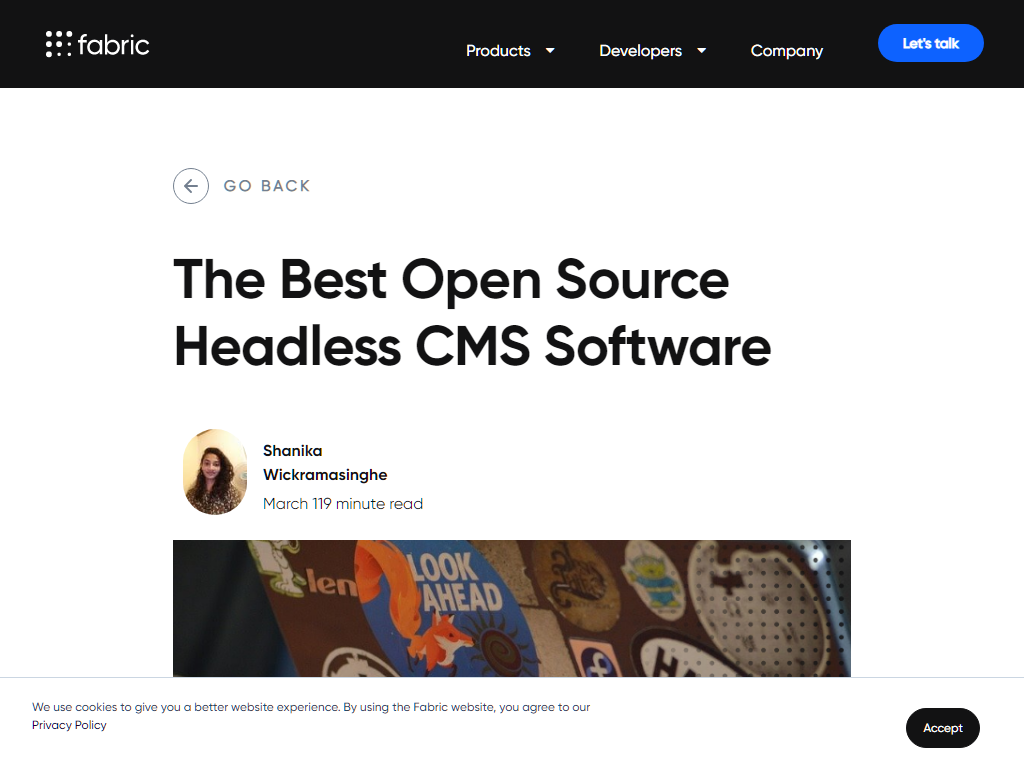 fabric
Products
Developers
Company
Let's talk
GO BACK
The Best Open Source
Headless CMS Software
Shanika
Wickramasinghe
March 119 minute read
len
LOOK
AHEAD
We use cookies to give you a better website experience. By using the Fabric website, you agree to our
Privacy Policy
Accept